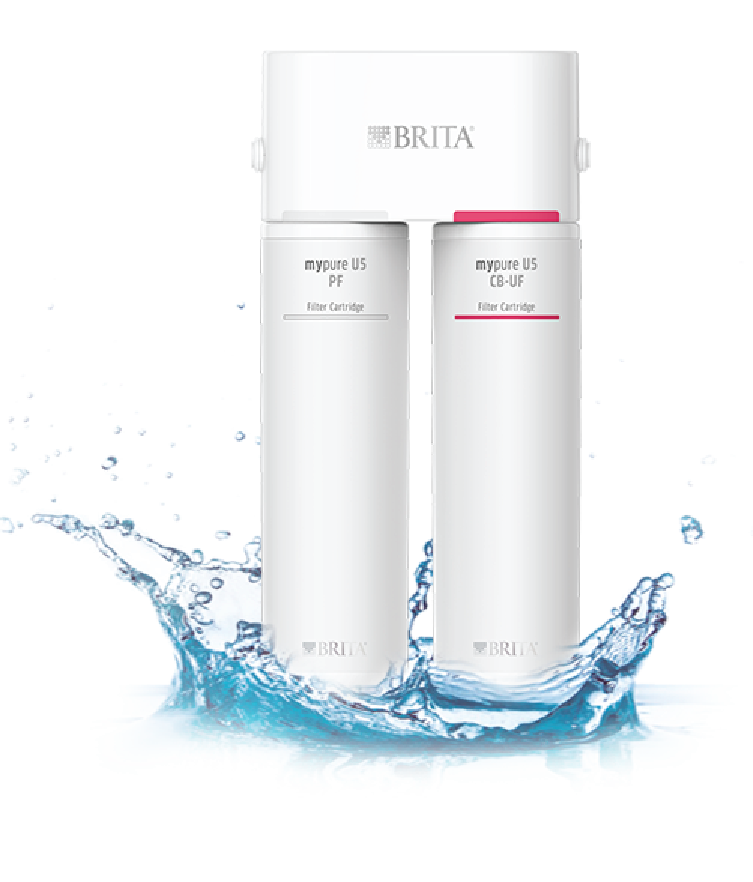 BRITA®
mypure U5
PF
Filter Cartridge
mypure U5
CB-UF
Filter Cartridge
BRITA
BRITA